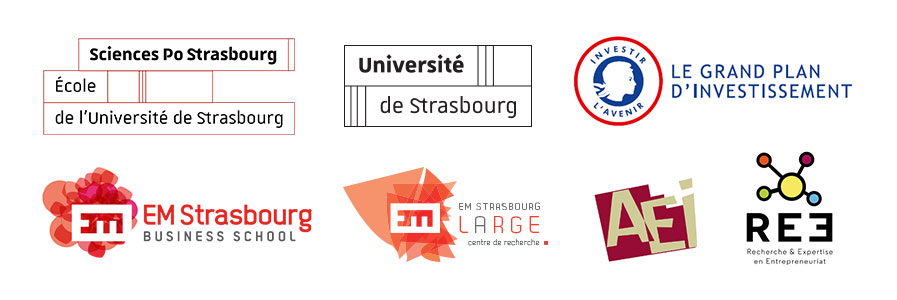 Sciences Po Strasbourg
École
de l'Université de Strasbourg
Université
de Strasbourg
INVESTIR
L'AVENIR
LE GRAND PLAN
D'INVESTISSEMENT
EM
EM Strasbourg
BUSINESS SCHOOL
EM
EM STRASBOURG
LARGE
centre de recherche
AEi
REE
Recherche & Expertise
en Entrepreneuriat